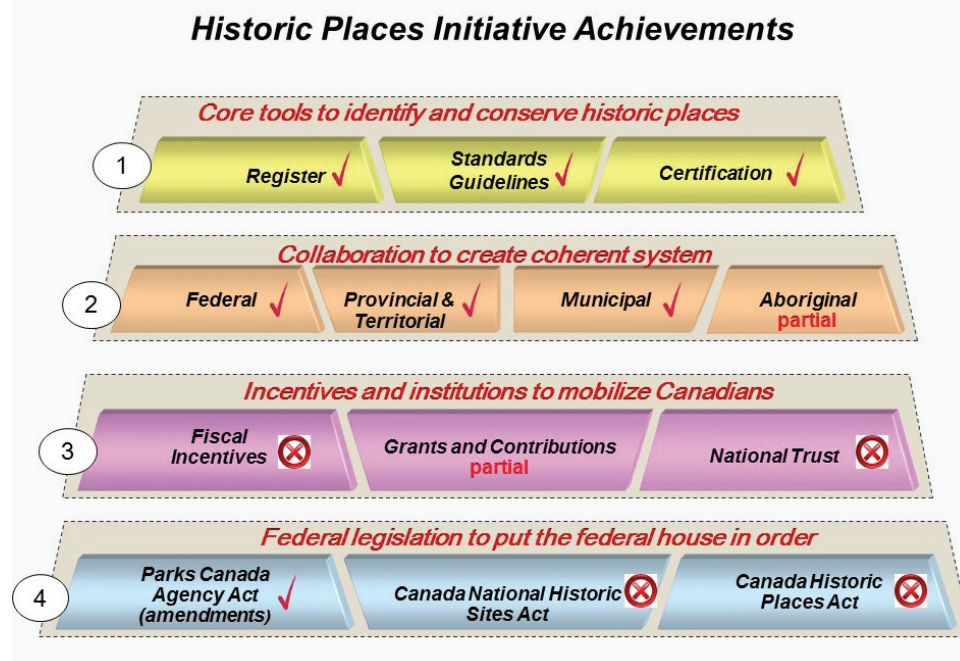 Historic Places Initiative Achievements
Core tools to identify and conserve historic places
1
Register
Standards
Guidelines
Certification
Collaboration to create coherent system
2
Federal
Provincial &
Territorial
Municipal
Aboriginal
partial
Incentives and institutions to mobilize Canadians
3
Fiscal
Incentives
Grants and Contributions
partial
National Trust
Federal legislation to put the federal house in order
4
Parks Canada
Agency Act
(amendments)
Canada National Historic
Sites Act
Canada Historic
Places Act